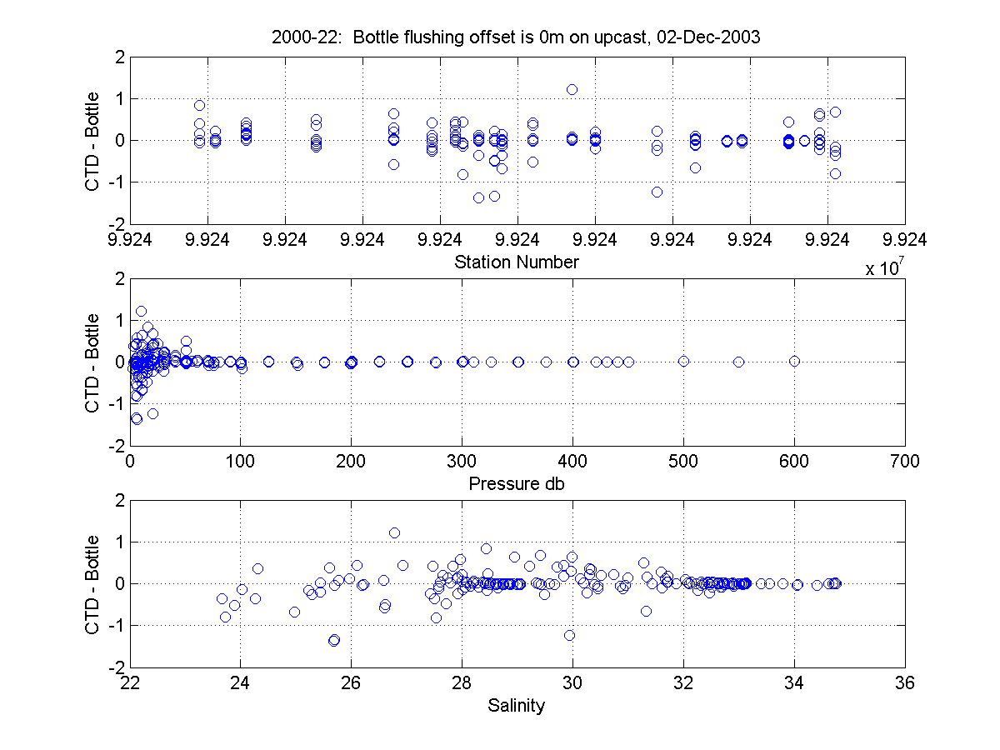 2000-22: Bottle flushing offset is 0m on upcast, 02-Dec-2003
2
1
0
-1
-2
CTD - Bottle
9.924 9.924 9.924 9.924 9.924 9.924 9.924 9.924 9.924 9.924 9.924
Station Number
x 10^7
2
1
0
-1
-2
CTD - Bottle
0 100 200 300 400 500 600 700
Pressure db
2
1
0
-1
-2
CTD - Bottle
22 24 26 28 30 32 34 36
Salinity